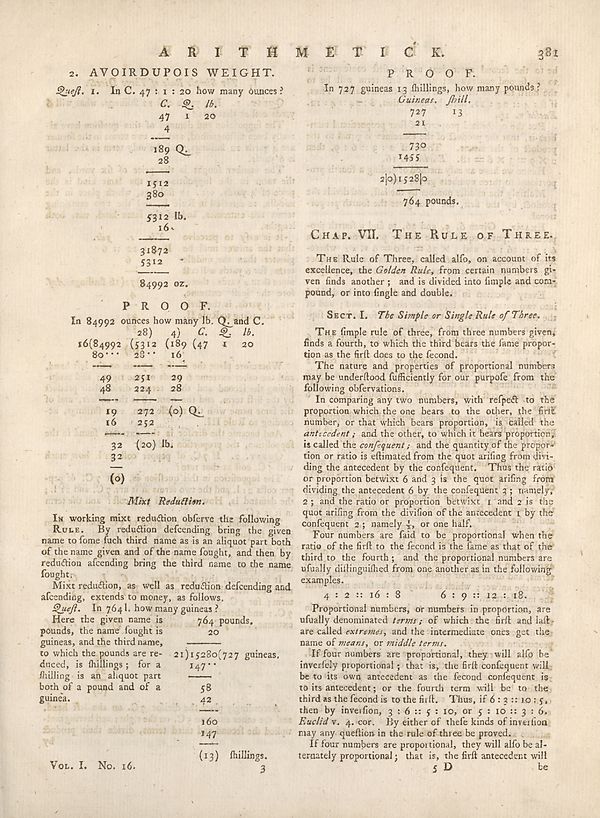 A R I T H M E T I C K. 381
2. AVOIRDUPOIS WEIGHT.
Queſt. 1. In C. 47 : 1 : 20 how many ounces?
C. Q. lb.
47 1 20
4
189 Q.
28
1512
380
5312 lb.
16
31872
5312
84992 oz.
P R O O F.
In 84992 ounces how many lb. Q. and C.
28) 4) C. Q. lb.
16(84992 (5312 (189 (47 1 20
80··· 28·· 16
49 251 29
48 224 28
19 272 (0) Q.
16 252
32 (20) lb.
32
(0)
Mixt Reduction.
IN working mixt reduction obſerve the following
RULE. By reduction deſcending bring the given
name to ſome ſuch third name as is an aliquot part both
of the name given and of the name ſought, and then by
reduction aſcending bring the third name to the name
ſought.
Mixt reduction, as well as reduction deſcending and
aſcending, extends to money, as follows.
Queſt. In 764 l. how many guineas?
Here the given name is 764 pounds.
pounds, the name ſought is 20
guineas, and the third name,
to which the pounds are re- 21)15280(727 guineas.
duced, is ſhillings; for a 147··
ſhilling is an aliquot part
both of a pound and of a 58
guinea. 42
160
147
(13) ſhillings.
VOL. I. No. 16. 3
P R O O F.
In 727 guineas 13 ſhillings, how many pounds?
Guineas. ſhill.
727 13
21
730
1455
2|0)1528|0
764 pounds.
CHAP. VII. THE RULE OF THREE.
THE Rule of Three, called alſo, on account of its
excellence, the Golden Rule, from certain numbers gi-
ven finds another; and is divided into ſimple and com-
pound, or into ſingle and double.
SECT. I. The Simple or Single Rule of Three.
THE ſimple rule of three, from three numbers given,
finds a fourth, to which the third bears the ſame propor-
tion as the firſt does to the ſecond.
The nature and properties of proportional numbers
may be underſtood ſufficiently for our purpoſe from the
following obſervations.
In comparing any two numbers, with reſpect to the
proportion which the one bears to the other, the firſt
number, or that which bears proportion, is called the
antecedent; and the other, to which it bears proportion,
is called the conſequent; and the quantity of the propor-
tion or ratio is eſtimated from the quot ariſing from divi-
ding the antecedent by the conſequent. Thus the ratio
or proportion betwixt 6 and 3 is the quot ariſing from
dividing the antecedent 6 by the conſequent 3; namely,
2; and the ratio or proportion betwixt 1 and 2 is the
quot ariſing from the diviſion of the antecedent 1 by the
conſequent 2; namely ½, or one half.
Four numbers are ſaid to be proportional when the
ratio of the firſt to the ſecond is the ſame as that of the
third to the fourth; and the proportional numbers are
uſually diſtinguiſhed from one another as in the following
examples.
4 : 2 :: 16 : 8 6 : 9 :: 12 : 18.
Proportional numbers, or numbers in proportion, are
uſually denominated terms; of which the firſt and laſt
are called extremes, and the intermediate ones get the
name of means, or middle terms.
If four numbers are proportional, they will alſo be
inverſely proportional; that is, the firſt conſequent will
be to its own antecedent as the ſecond conſequent is
to its antecedent; or the fourth term will be to the
third as the ſecond is to the firſt. Thus, if 6 : 3 :: 10 : 5,
then by inverſion, 3 : 6 :: 5 : 10, or 5 : 10 :: 3 : 6.
Euclid v. 4. cor. By either of theſe kinds of inverſion
may any queſtion in the rule of three be proved.
If four numbers are proportional, they will alſo be al-
ternately proportional; that is, the firſt antecedent will
5 D be